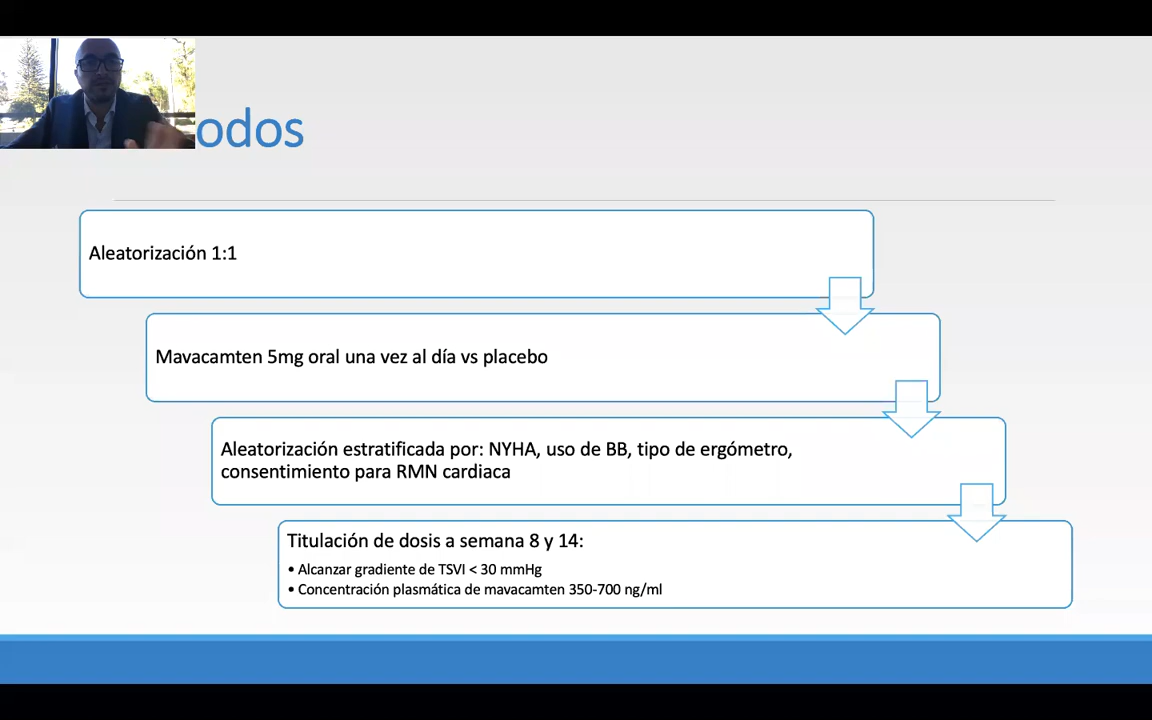 odos
Aleatorización 1:1
Mavacamten 5mg oral una vez al día vs placebo
Aleatorización estratificada por: NYHA, uso de BB, tipo de ergómetro,
consentimiento para RMN cardiaca
Titulación de dosis a semana 8 y 14:
• Alcanzar gradiente de TSVI < 30 mmHg
• Concentración plasmática de mavacamten 350-700 ng/ml